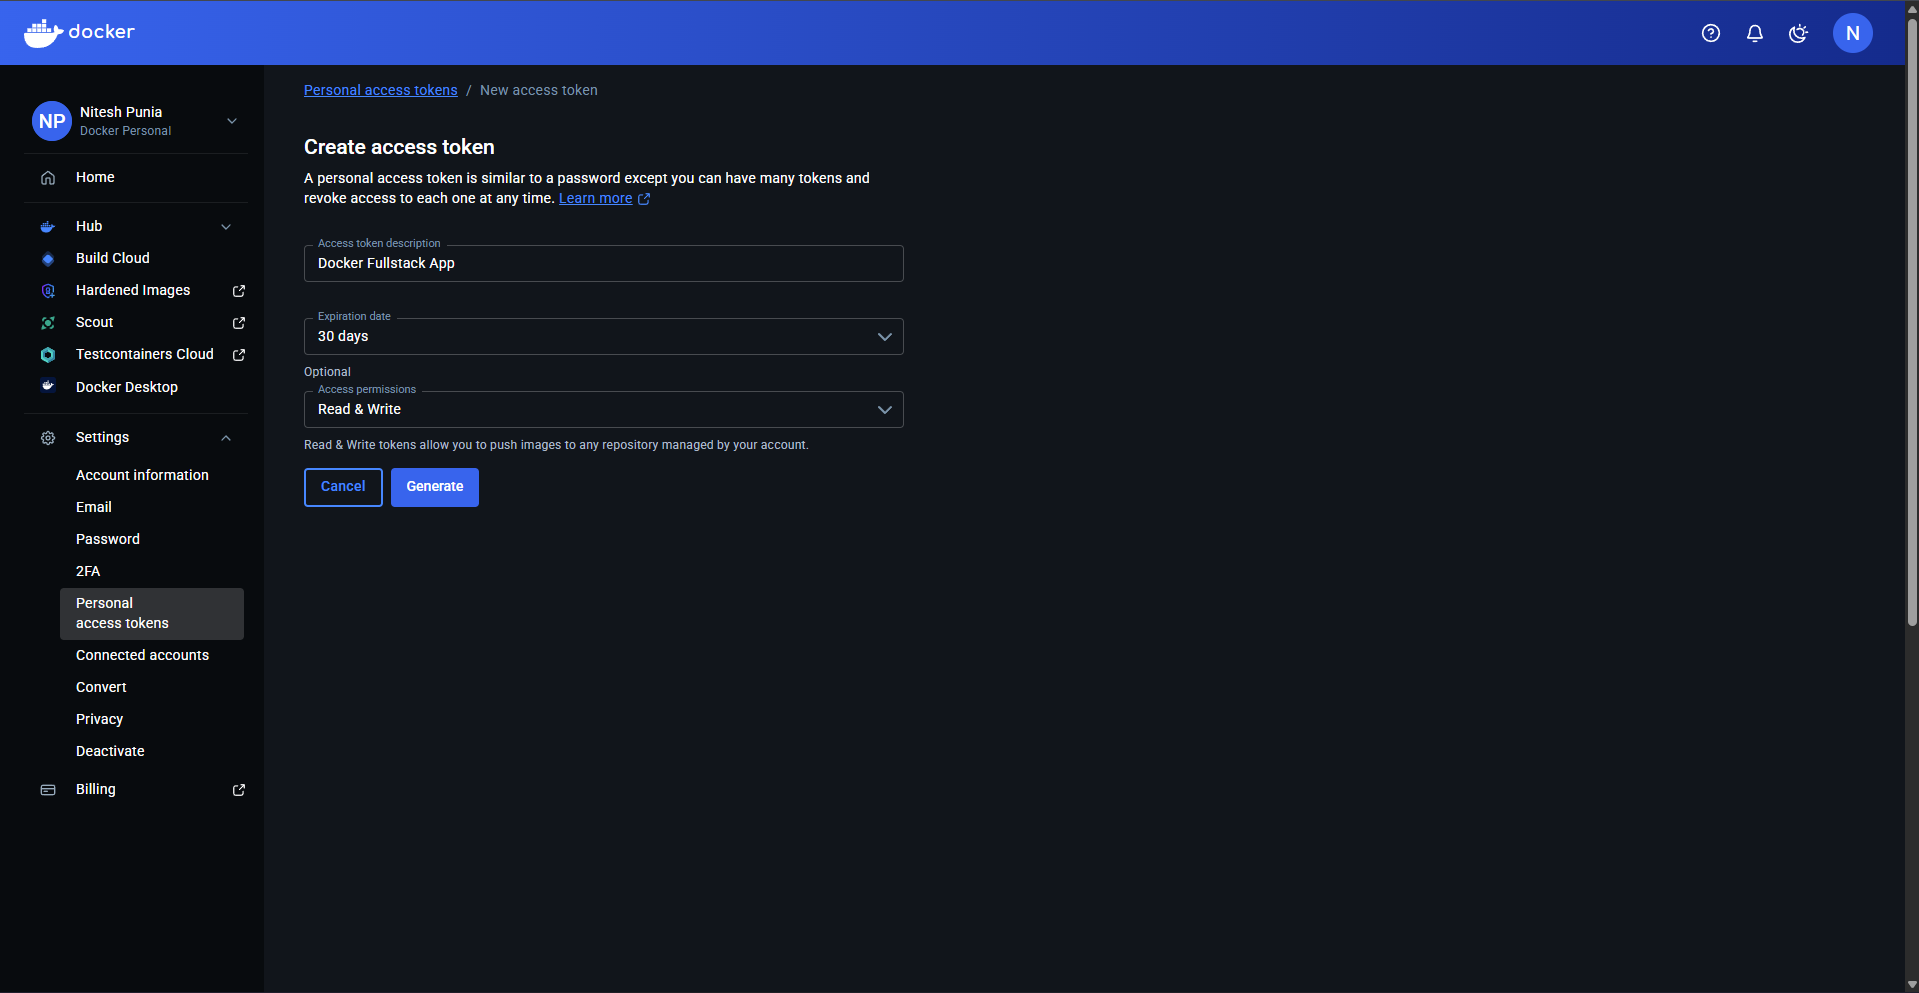 docker
N
NP
Nitesh Punia
Docker Personal
Home
Hub
Build Cloud
Hardened Images
Scout
Testcontainers Cloud
Docker Desktop
Settings
Account information
Email
Password
2FA
Personal
access tokens
Connected accounts
Convert
Privacy
Deactivate
Billing
Personal access tokens / New access token
Create access token
A personal access token is similar to a password except you can have many tokens and
revoke access to each one at any time. Learn more
Access token description
Docker Fullstack App
Expiration date
30 days
Optional
Access permissions
Read & Write
Read & Write tokens allow you to push images to any repository managed by your account.
Cancel
Generate